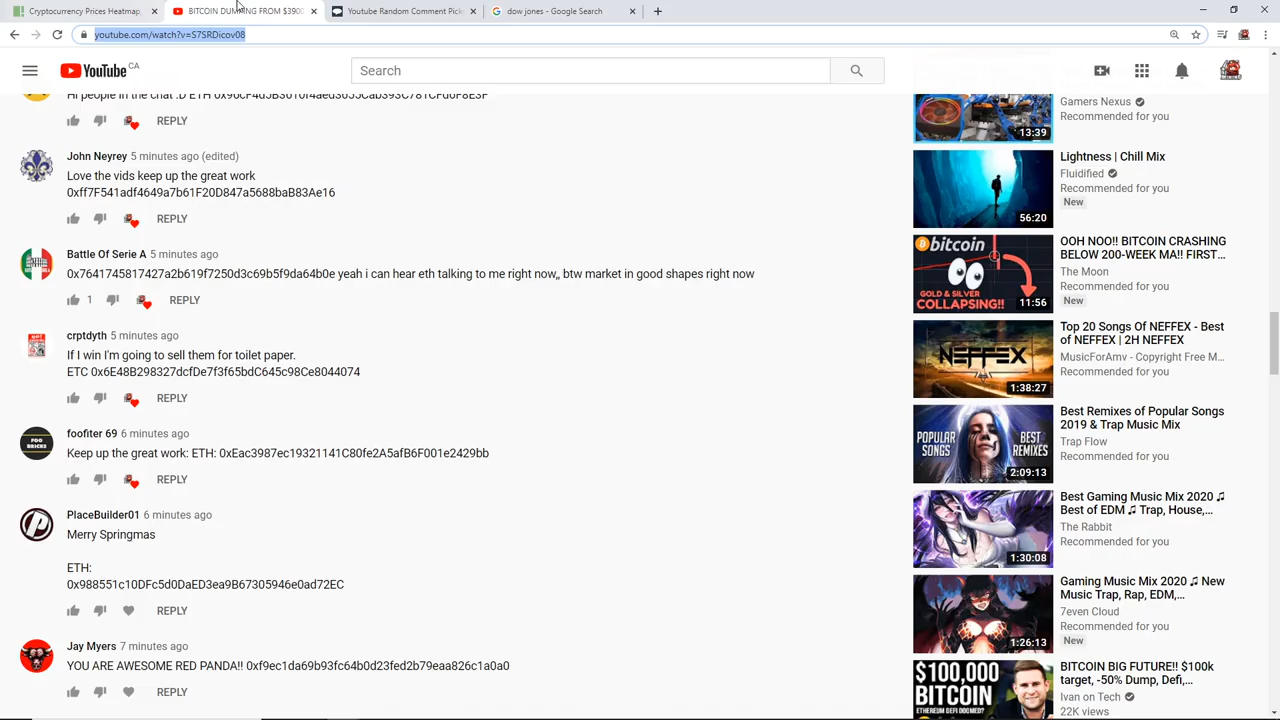 Cryptocurrency Prices Heatmap,
BITCOIN DUMPING FROM $3900
Youtube Random Comment Picke
dow jones - Google Search
youtube.com/watch?v=S7SRDicov08
YouTube CA
Search
John Neyrey 5 minutes ago (edited)
Love the vids keep up the great work
0xff7F541adf4649a7b61F20D847a5688baB83Ae16
REPLY
Battle Of Serie A 5 minutes ago
0x7641745817427a2b619f7250d3c69b5f9da64b0e yeah i can hear eth talking to me right now,, btw market in good shapes right now
1 REPLY
crptdyth 5 minutes ago
If I win I'm going to sell them for toilet paper.
ETC 0x6E48B298327dcfDe7f3f65bdC645c98Ce8044074
REPLY
foofiter 69 6 minutes ago
Keep up the great work: ETH: 0xEac3987ec19321141C80fe2A5afB6F001e2429bb
REPLY
PlaceBuilder01 6 minutes ago
Merry Springmas
ETH:
0x988551c10DFc5d0DaED3ea9B67305946e0ad72EC
REPLY
Jay Myers 7 minutes ago
YOU ARE AWESOME RED PANDA!! 0xf9ec1da69b93fc64b0d23fed2b79eaa826c1a0a0
REPLY
13:39
Gamers Nexus
Recommended for you
56:20
Lightness | Chill Mix
Fluidified
Recommended for you
New
bitcoin
GOLD & SILVER
COLLAPSING!!
11:56
OOH NOO!! BITCOIN CRASHING
BELOW 200-WEEK MA!! FIRST...
The Moon
Recommended for you
New
NEFFEX
1:38:27
Top 20 Songs Of NEFFEX - Best
of NEFFEX | 2H NEFFEX
MusicForAmv - Copyright Free M...
Recommended for you
POPULAR
SONGS
BEST
REMIXES
2:09:13
Best Remixes of Popular Songs
2019 & Trap Music Mix
Trap Flow
Recommended for you
1:30:08
Best Gaming Music Mix 2020 ♫
Best of EDM ♫ Trap, House,...
The Rabbit
Recommended for you
1:26:13
Gaming Music Mix 2020 ♫ New
Music Trap, Rap, EDM,...
7even Cloud
Recommended for you
New
$100,000
BITCOIN
ETHEREUM DEFI DOOMED?
BITCOIN BIG FUTURE!! $100k
target, -50% Dump, Defi,...
Ivan on Tech
22K views